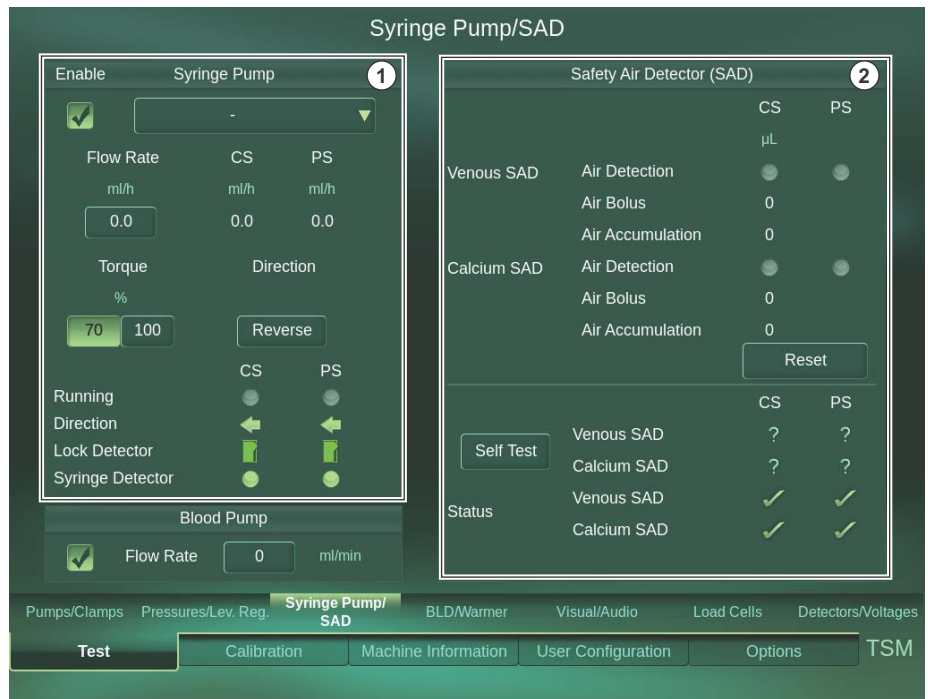 Syringe Pump/SAD
Enable Syringe Pump 1
-
Flow Rate CS PS
ml/h ml/h ml/h
0.0 0.0 0.0
Torque Direction
%
70 100 Reverse
CS PS
Running
Direction
Lock Detector
Syringe Detector
Blood Pump
Flow Rate 0 ml/min
Safety Air Detector (SAD) 2
CS PS
µL
Venous SAD Air Detection
Air Bolus 0
Air Accumulation 0
Calcium SAD Air Detection
Air Bolus 0
Air Accumulation 0
Reset
CS PS
Self Test
Venous SAD ? ?
Calcium SAD ? ?
Status
Venous SAD ✓ ✓
Calcium SAD ✓ ✓
Pumps/Clamps Pressures/Lev. Reg. Syringe Pump/ SAD BLD/Warmer Visual/Audio Load Cells Detectors/Voltages
Test Calibration Machine Information User Configuration Options TSM